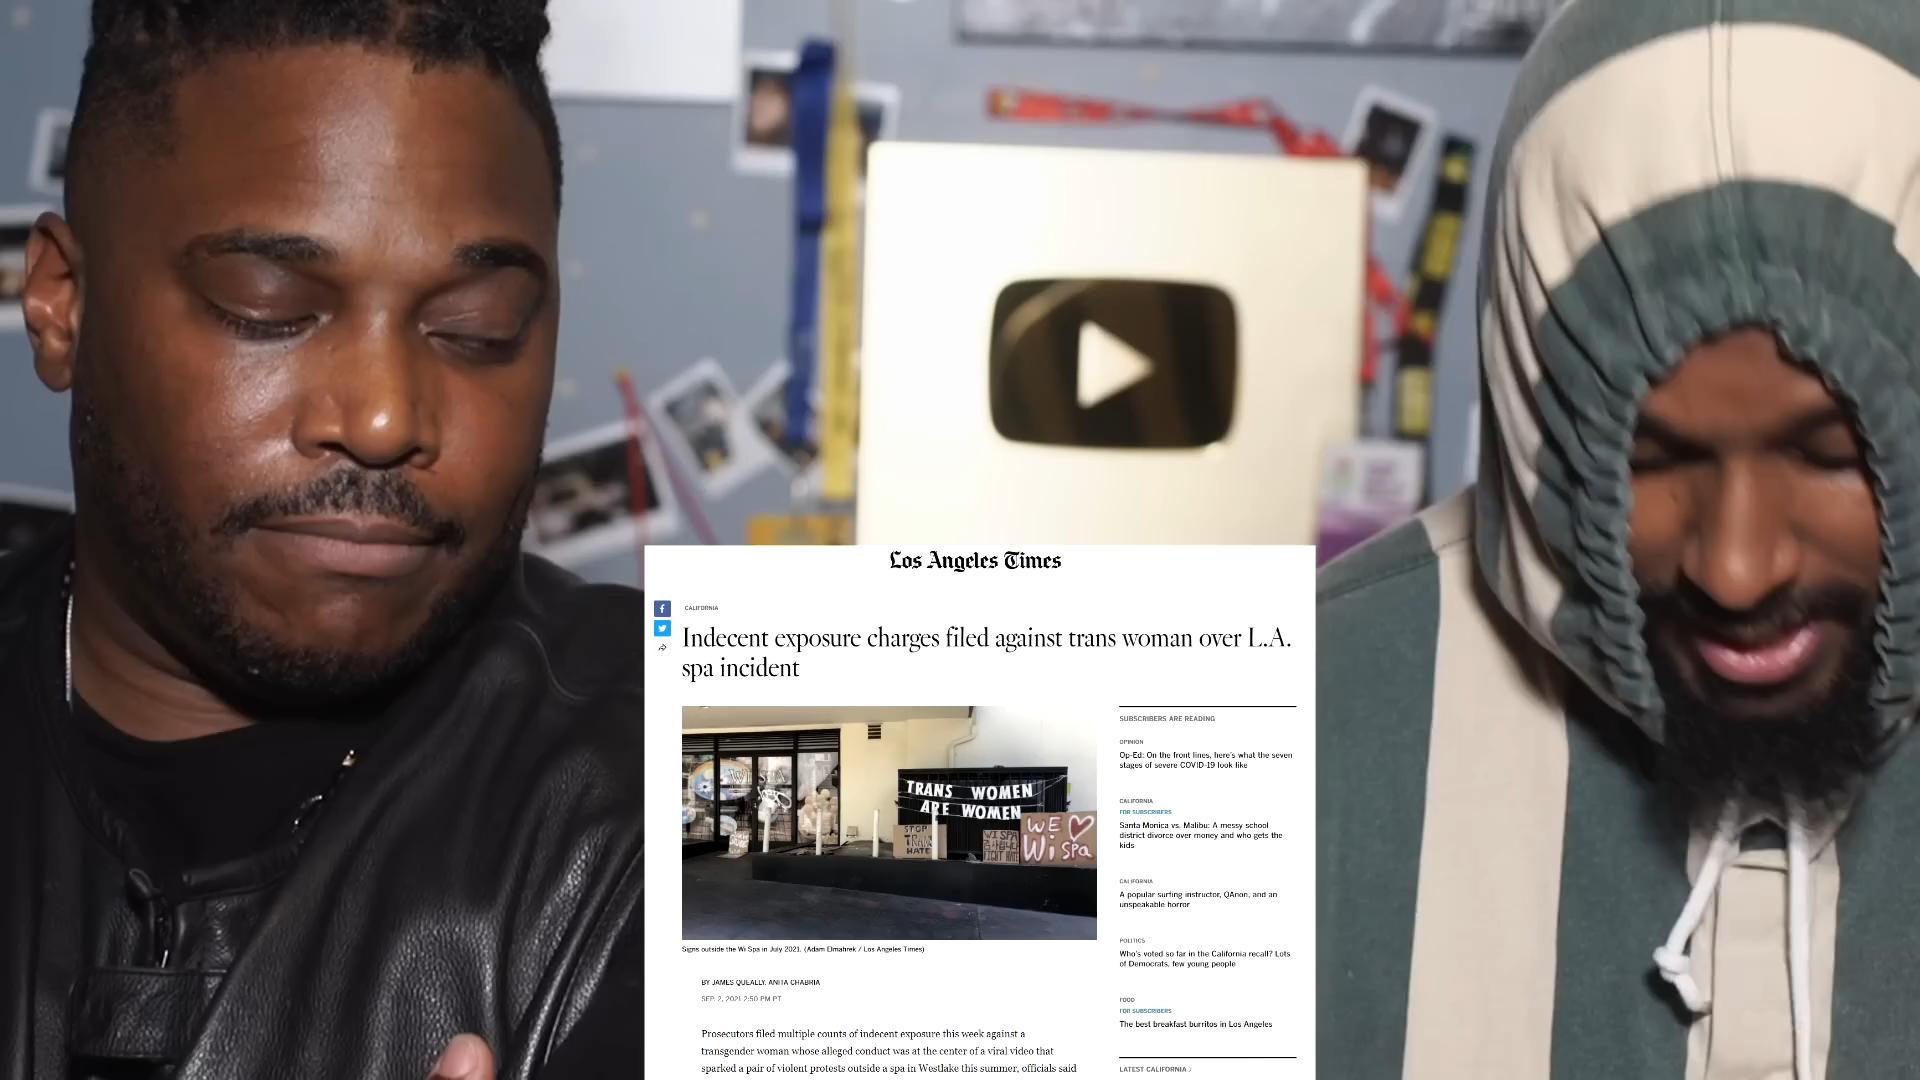 Los Angeles Times
CALIFORNIA
Indecent exposure charges filed against trans woman over L.A.
spa incident
TRANS WOMEN
ARE WOMEN
STOP
TRANS
HATE
WI SPA
WE
Wi Spa
Signs outside the Wi Spa in July 2021. (Adam Elmahrek / Los Angeles Times)
BY JAMES QUEALLY, ANITA CHABRIA
SEP. 2, 2021 2:50 PM PT
Prosecutors filed multiple counts of indecent exposure this week against a
transgender woman whose alleged conduct was at the center of a viral video that
sparked a pair of violent protests outside a spa in Westlake this summer, officials said
SUBSCRIBERS ARE READING
OPINION
Op-Ed: On the front lines, here's what the seven
stages of severe COVID-19 look like
CALIFORNIA
FOR SUBSCRIBERS
Santa Monica vs. Malibu: A messy school
district divorce over money and who gets the
kids
CALIFORNIA
A popular surfing instructor, QAnon, and an
unspeakable horror
POLITICS
Who's voted so far in the California recall? Lots
of Democrats, few young people
FOOD
FOR SUBSCRIBERS
The best breakfast burritos in Los Angeles
LATEST CALIFORNIA